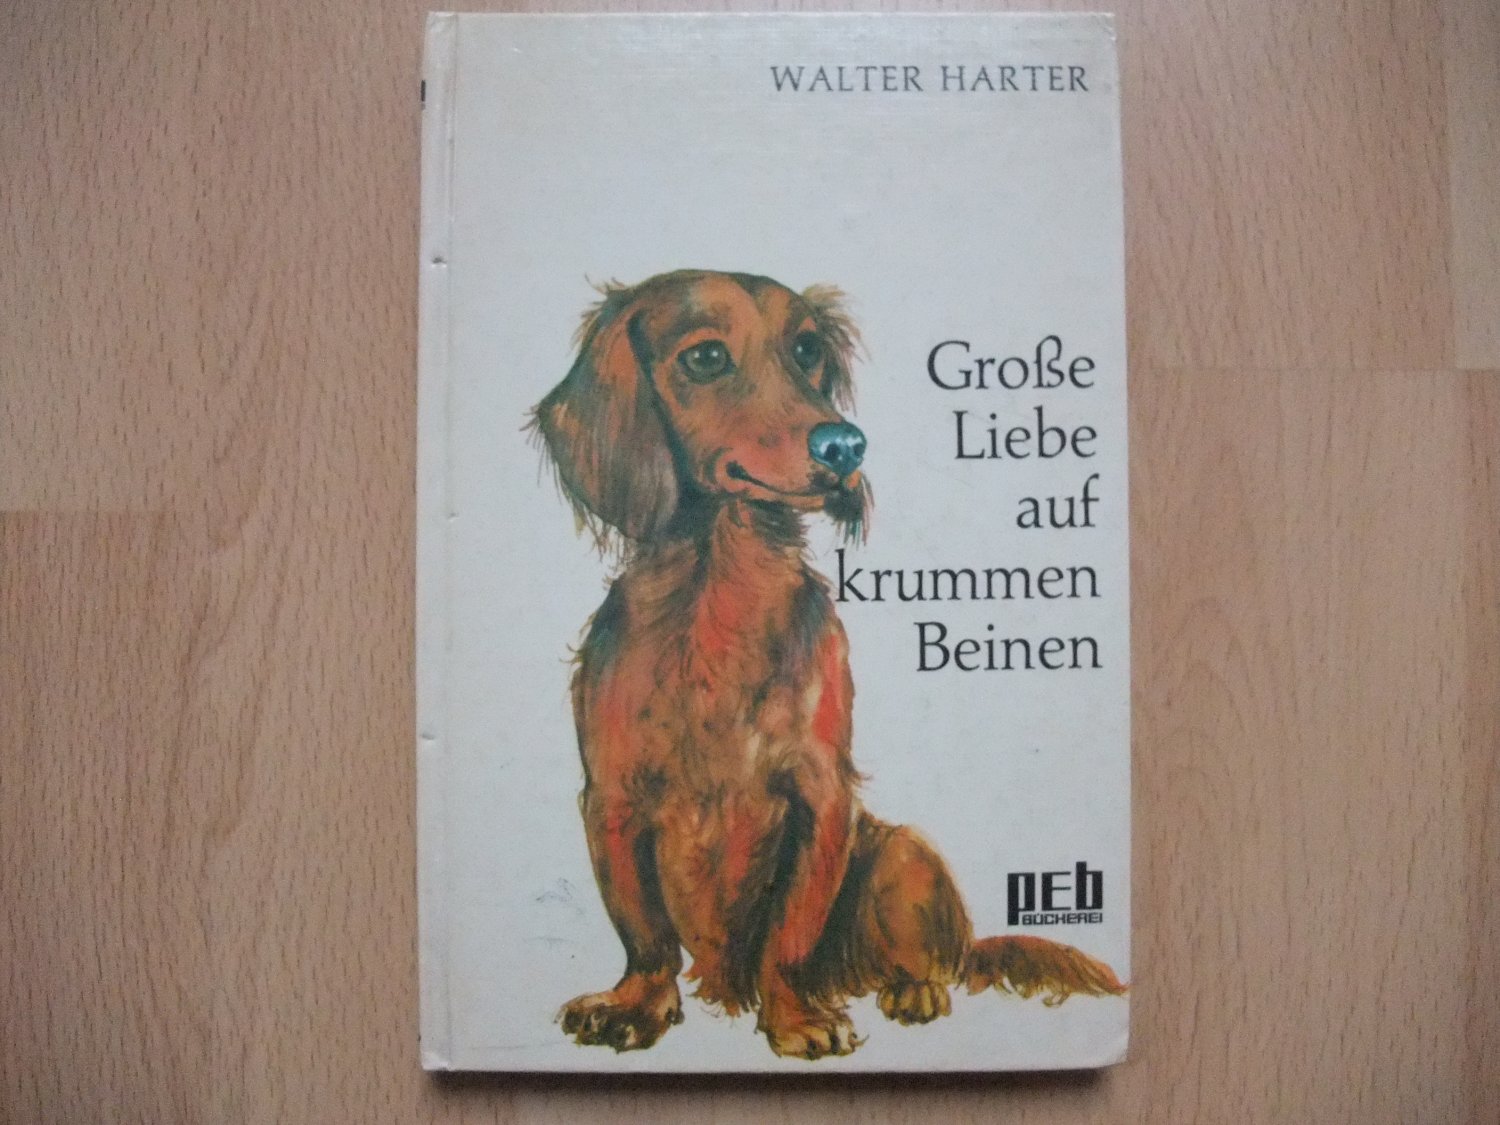 WALTER HARTER
Große
Liebe
auf
krummen
Beinen
PEb
BÜCHEREI